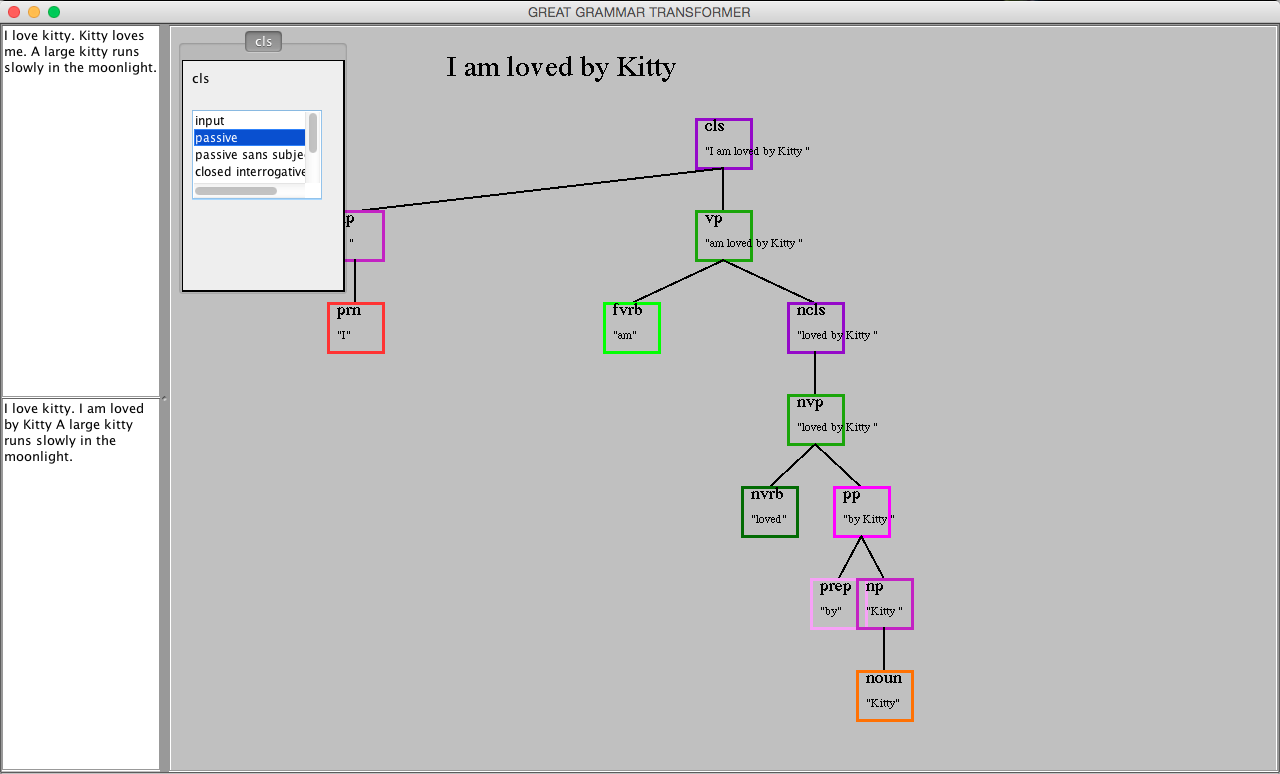 GREAT GRAMMAR TRANSFORMER
I love kitty. Kitty loves
me. A large kitty runs
slowly in the moonlight.
I love kitty. I am loved
by Kitty A large kitty
runs slowly in the
moonlight.
cls
cls
input
passive
passive sans subje
closed interrogative
I am loved by Kitty
cls
"I am loved by Kitty "
p
"
vp
"am loved by Kitty "
prn
"I"
fvrb
"am"
ncls
"loved by Kitty "
nvp
"loved by Kitty "
nvrb
"loved"
pp
"by Kitty "
prep
"by"
np
"Kitty "
noun
"Kitty"